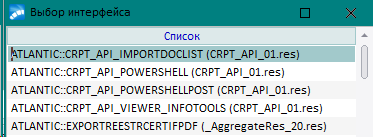 Выбор интерфейса
Список
ATLANTIC::CRPT_API_IMPORTDOCLIST (CRPT_API_01.res)
ATLANTIC::CRPT_API_POWERSHELL (CRPT_API_01.res)
ATLANTIC::CRPT_API_POWERSHELLPOST (CRPT_API_01.res)
ATLANTIC::CRPT_API_VIEWER_INFOTOOLS (CRPT_API_01.res)
ATLANTIC::EXPORTREESTRCERTIFPDF (_AggregateRes_20.res)